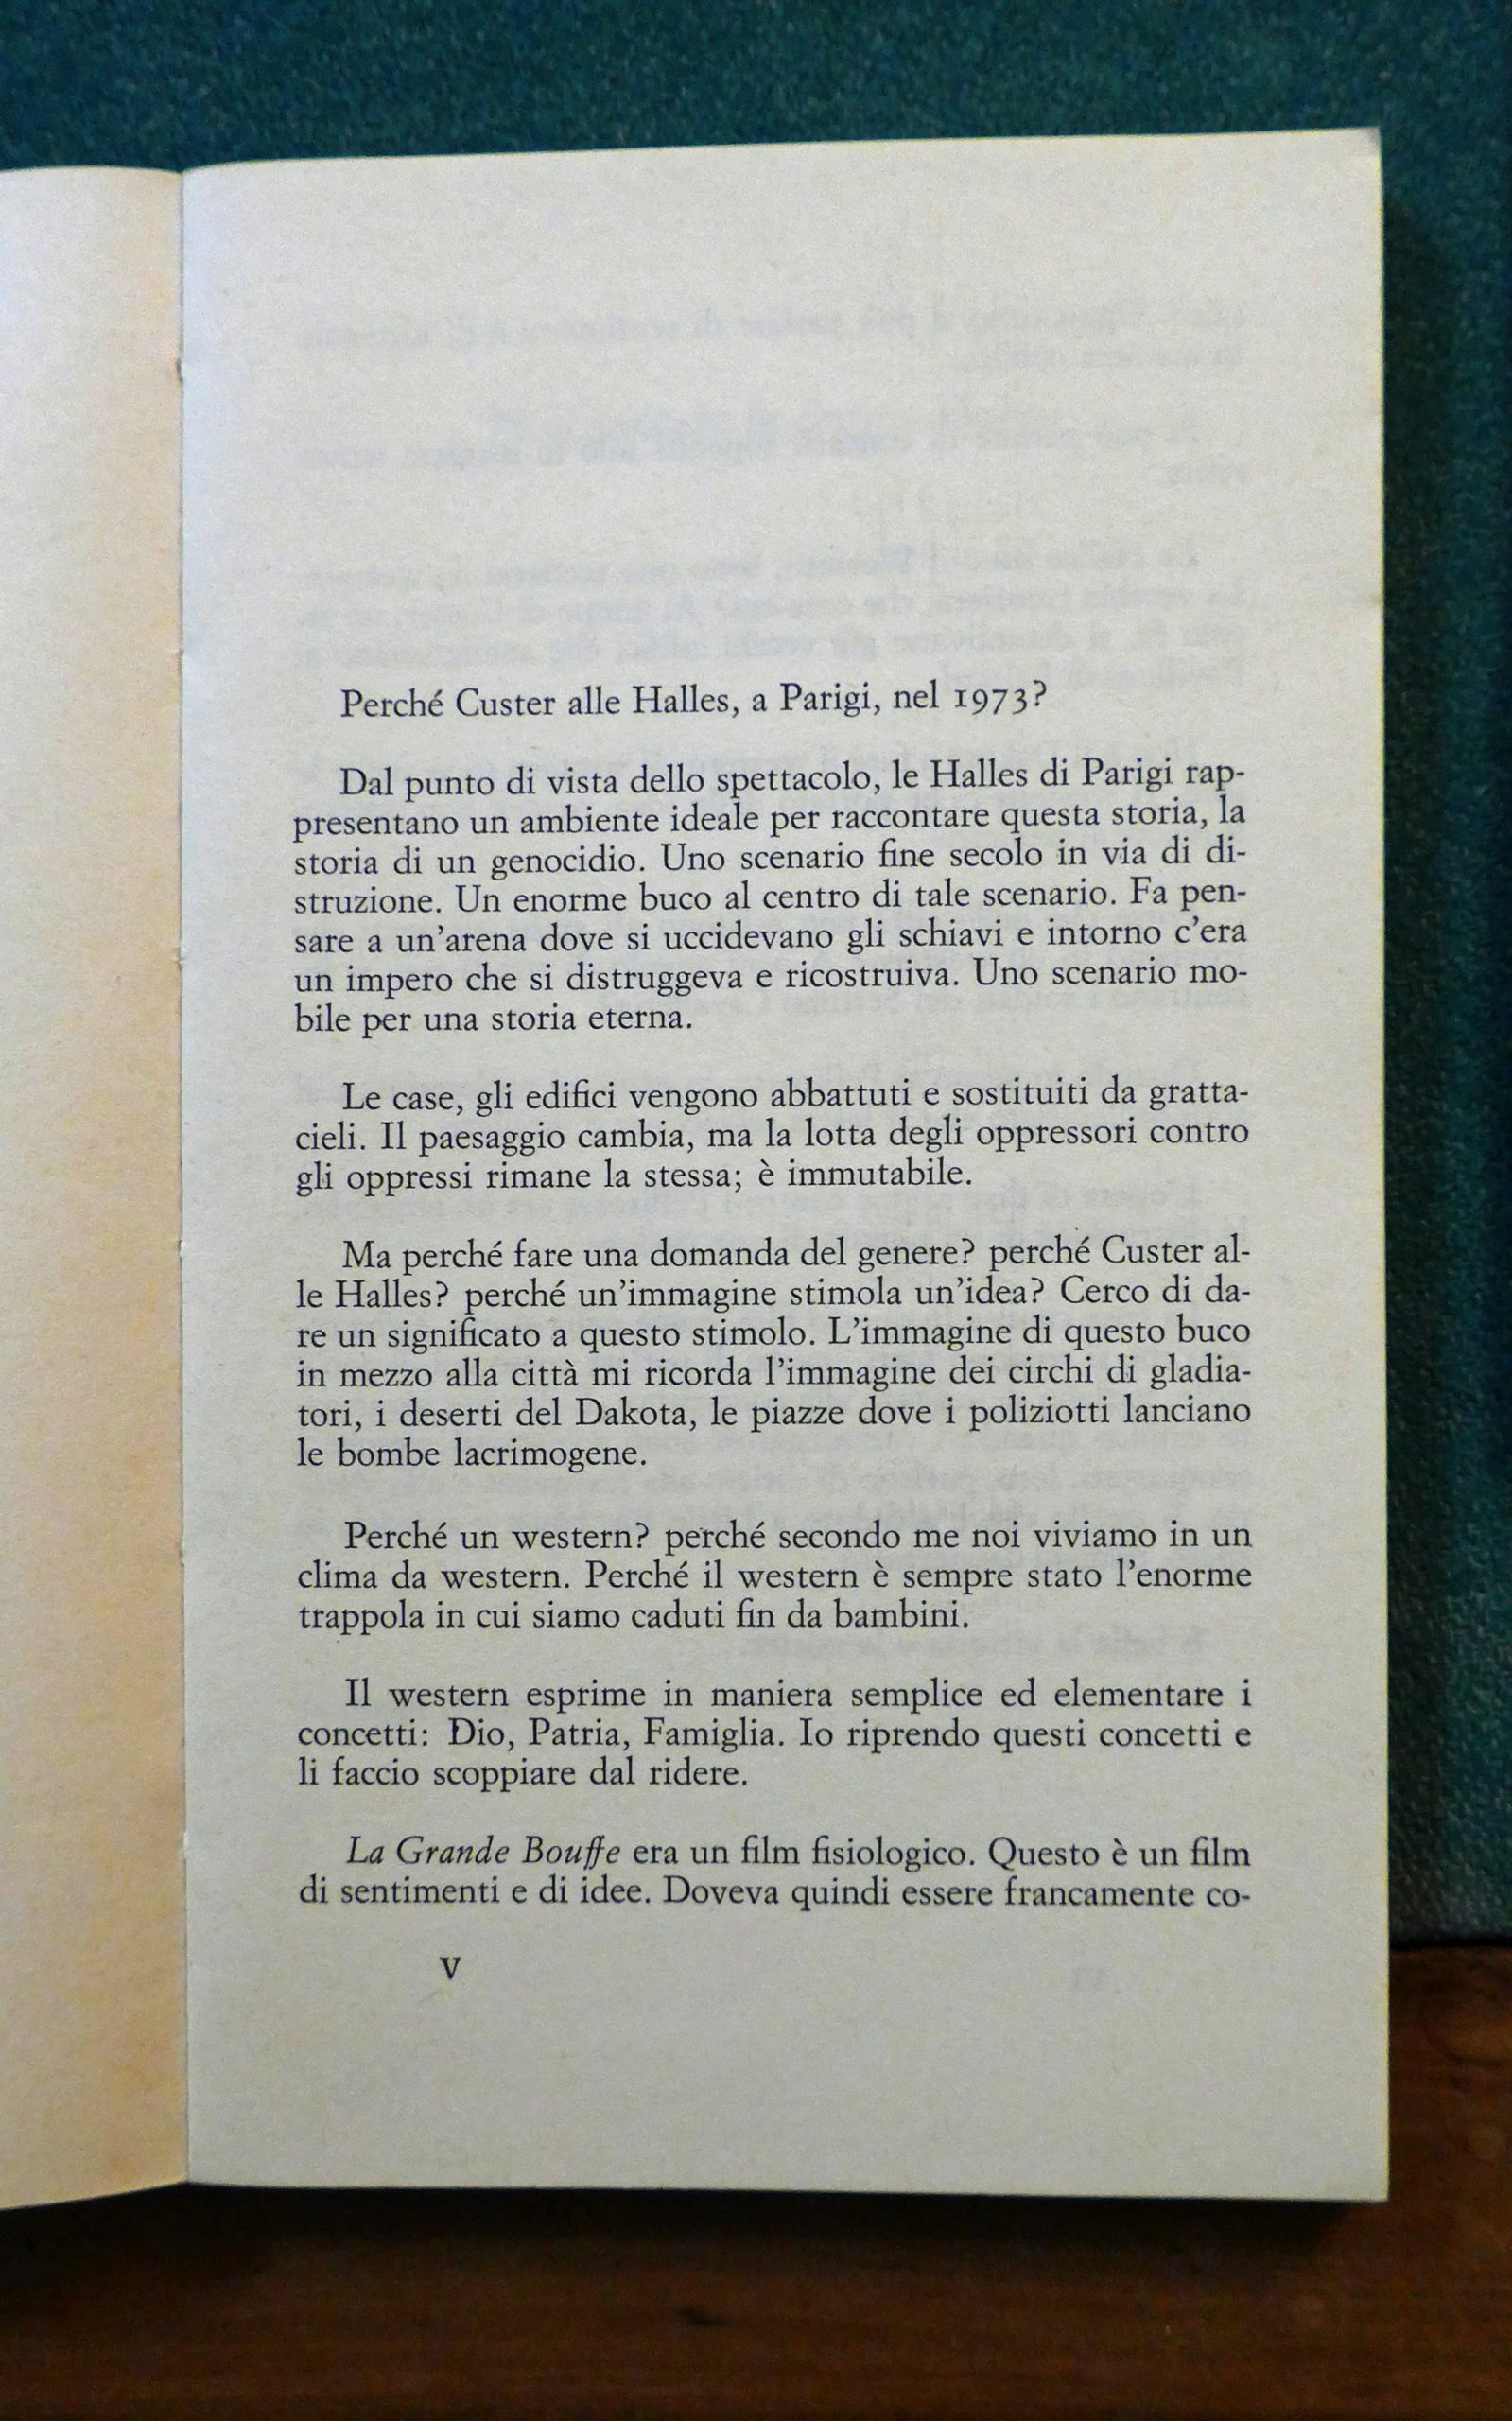 Perché Custer alle Halles, a Parigi, nel 1973?
Dal punto di vista dello spettacolo, le Halles di Parigi rap-
presentano un ambiente ideale per raccontare questa storia, la
storia di un genocidio. Uno scenario fine secolo in via di di-
struzione. Un enorme buco al centro di tale scenario. Fa pen-
sare a un'arena dove si uccidevano gli schiavi e intorno c'era
un impero che si distruggeva e ricostruiva. Uno scenario mo-
bile per una storia eterna.
Le case, gli edifici vengono abbattuti e sostituiti da gratta-
cieli. Il paesaggio cambia, ma la lotta degli oppressori contro
gli oppressi rimane la stessa; è immutabile.
Ma perché fare una domanda del genere? perché Custer al-
le Halles? perché un'immagine stimola un'idea? Cerco di da-
re un significato a questo stimolo. L'immagine di questo buco
in mezzo alla città mi ricorda l'immagine dei circhi di gladia-
tori, i deserti del Dakota, le piazze dove i poliziotti lanciano
le bombe lacrimogene.
Perché un western? perché secondo me noi viviamo in un
clima da western. Perché il western è sempre stato l'enorme
trappola in cui siamo caduti fin da bambini.
Il western esprime in maniera semplice ed elementare i
concetti: Dio, Patria, Famiglia. Io riprendo questi concetti e
li faccio scoppiare dal ridere.
La Grande Bouffe era un film fisiologico. Questo è un film
di sentimenti e di idee. Doveva quindi essere francamente co-
V